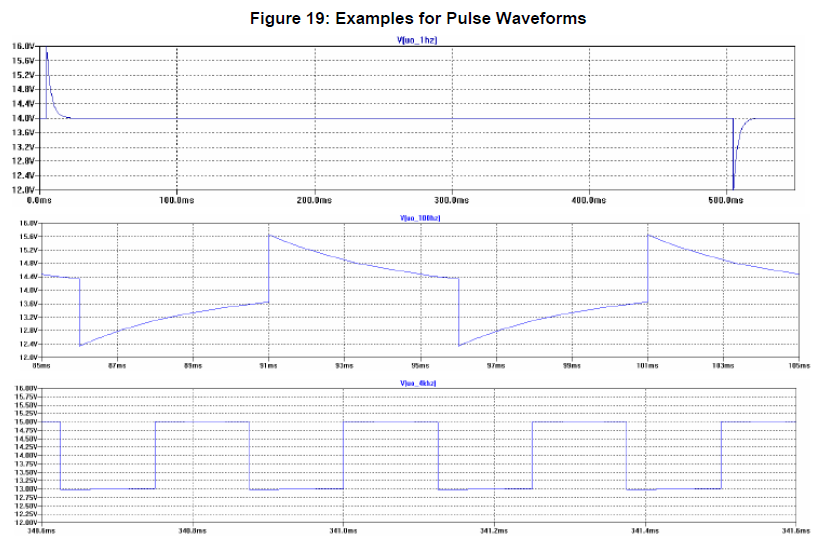 Figure 19: Examples for Pulse Waveforms
V(uo_1hz)
16.0V
15.6V
15.2V
14.8V
14.4V
14.0V
13.6V
13.2V
12.8V
12.4V
12.0V
0.0ms 100.0ms 200.0ms 300.0ms 400.0ms 500.0ms
V(uo_100hz)
16.0V
15.6V
15.2V
14.8V
14.4V
14.0V
13.6V
13.2V
12.8V
12.4V
12.0V
85ms 87ms 89ms 91ms 93ms 95ms 97ms 99ms 101ms 103ms 105ms
V(uo_4khz)
16.00V
15.75V
15.50V
15.25V
15.00V
14.75V
14.50V
14.25V
14.00V
13.75V
13.50V
13.25V
13.00V
12.75V
12.50V
12.25V
12.00V
340.6ms 340.8ms 341.0ms 341.2ms 341.4ms 341.6ms